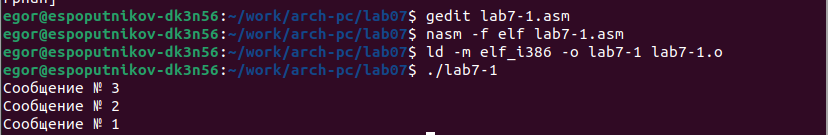 egor@espoputnikov-dk3n56:~/work/arch-pc/lab07$ gedit lab7-1.asm
egor@espoputnikov-dk3n56:~/work/arch-pc/lab07$ nasm -f elf lab7-1.asm
egor@espoputnikov-dk3n56:~/work/arch-pc/lab07$ ld -m elf_i386 -o lab7-1 lab7-1.o
egor@espoputnikov-dk3n56:~/work/arch-pc/lab07$ ./lab7-1
Сообщение № 3
Сообщение № 2
Сообщение № 1